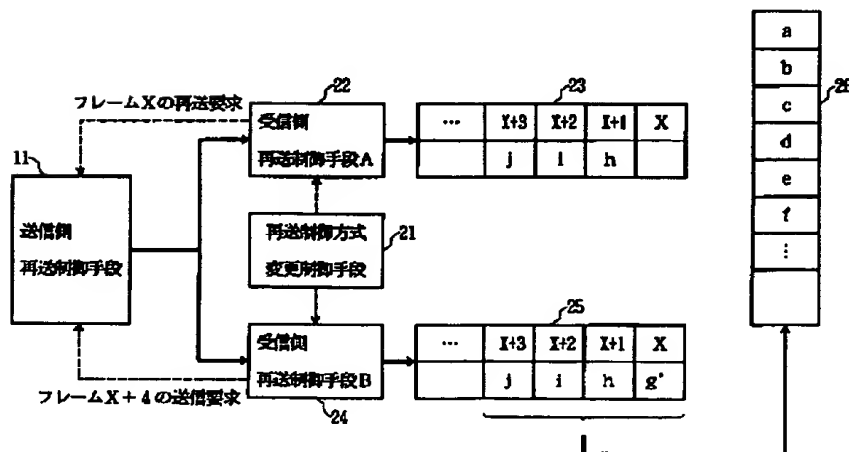 フレームXの再送要求
22
受信側
再送制御手段A
23
… X+3 X+2 X+1 X
j i h
11
送信側
再送制御手段
再送制御方式
変更制御手段
21
受信側
再送制御手段B
24
フレームX+4の送信要求
25
… X+3 X+2 X+1 X
j i h g'
a
b
c
d
e
f
⋮
26